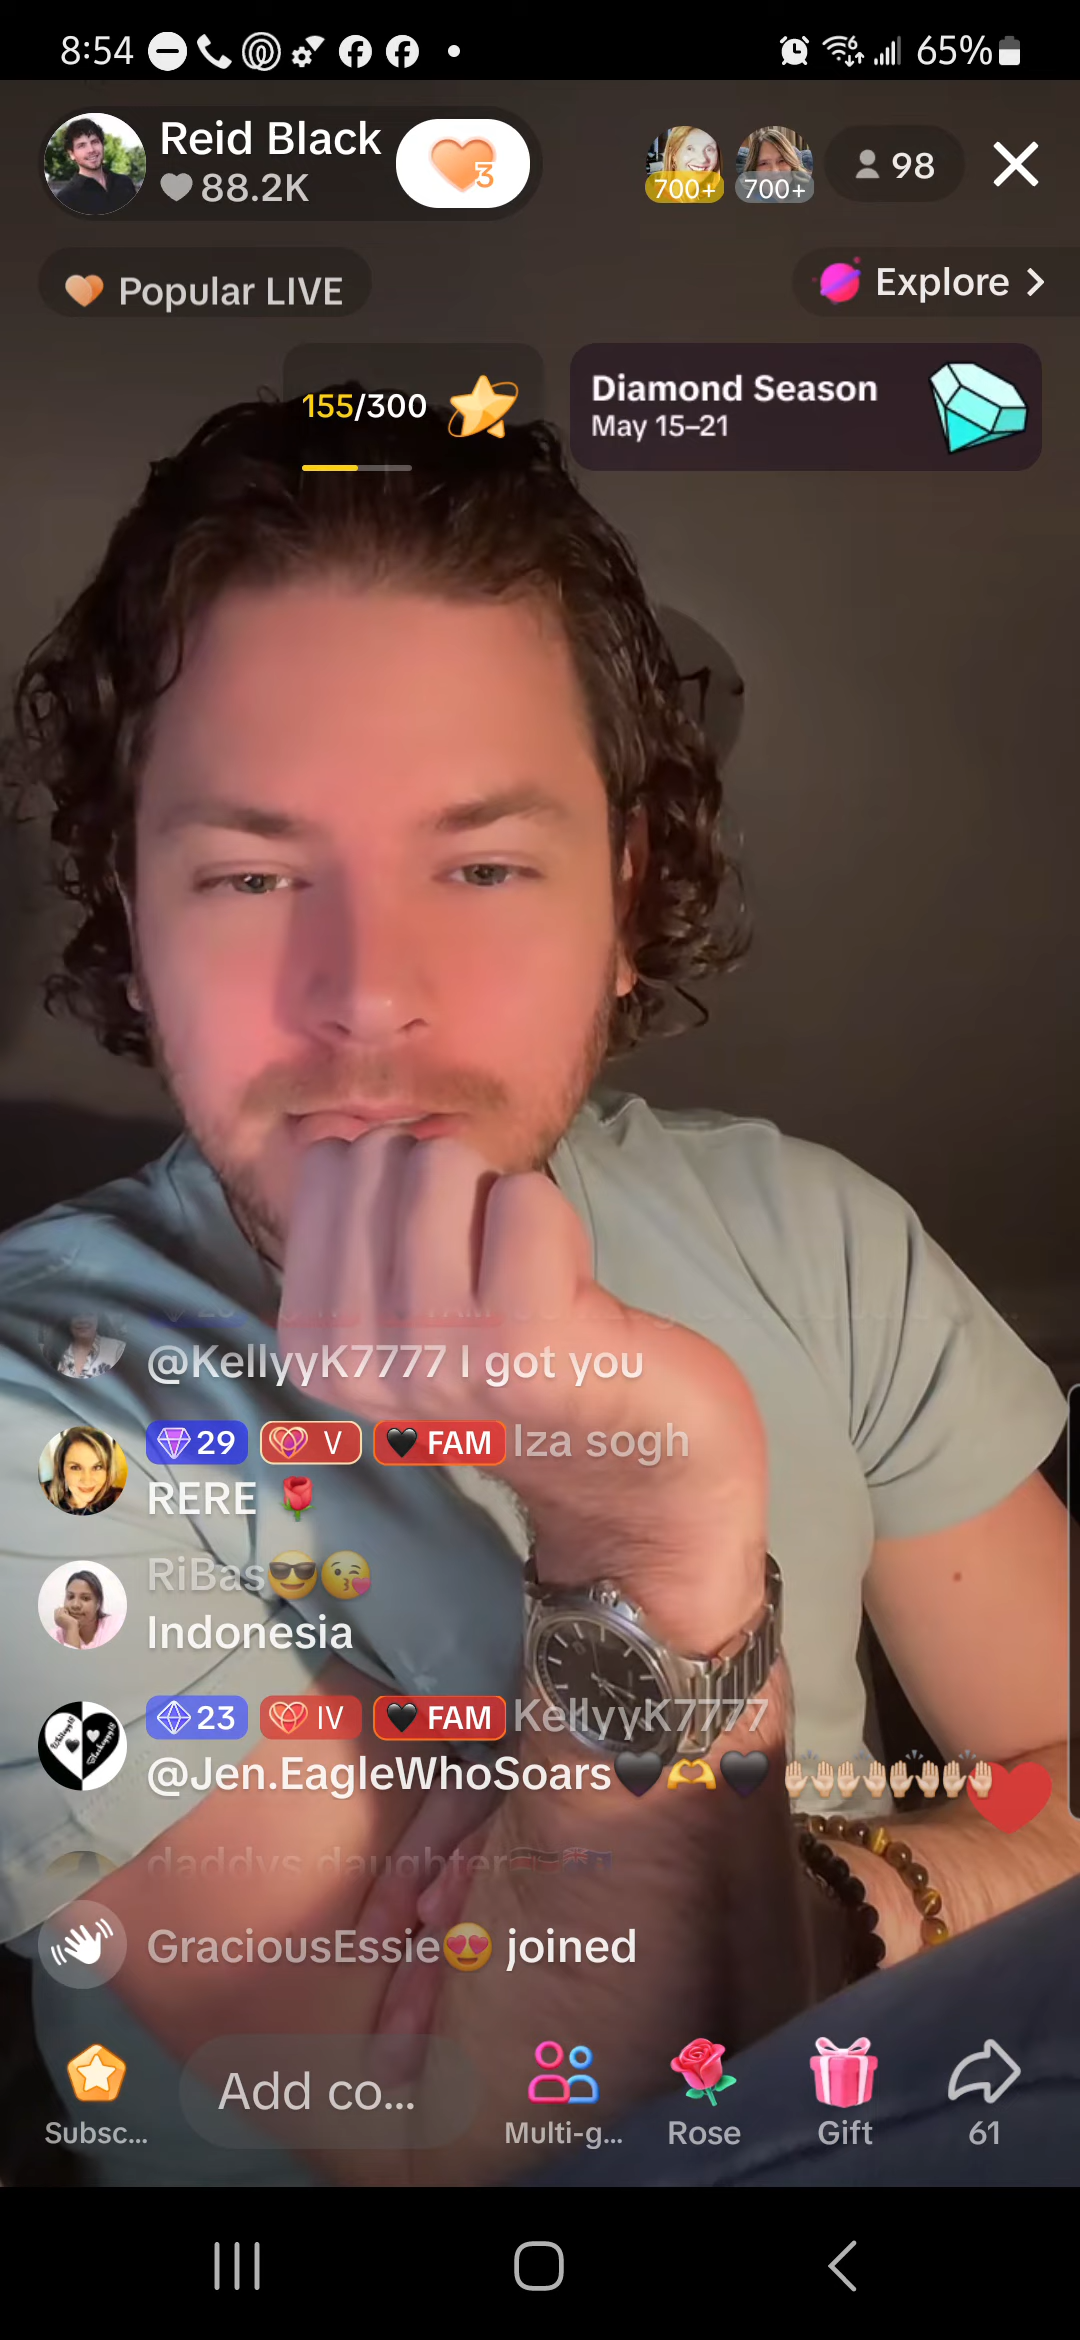 8:54
65%
Reid Black
88.2K
3
700+
700+
98
Popular LIVE
Explore
155/300
Diamond Season
May 15–21
@KellyyK7777 I got you
29 V FAM Iza sogh
RERE 🌹
RiBas😎😘
Indonesia
23 IV FAM KellyyK7777
@Jen.EagleWhoSoars🖤🫶🖤 🙌🏼🙌🏼🙌🏼🙌🏼
daddys daughter
GraciousEssie😍 joined
Add co...
Subsc...
Multi-g...
Rose
Gift
61